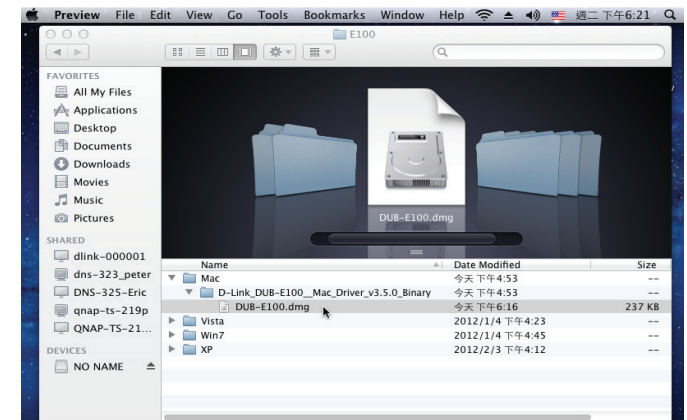 Preview File Edit View Go Tools Bookmarks Window Help 週二下午6:21
E100
FAVORITES
All My Files
Applications
Desktop
Documents
Downloads
Movies
Music
Pictures
SHARED
dlink-000001
dns-323_peter
DNS-325-Eric
qnap-ts-219p
QNAP-TS-21...
DEVICES
NO NAME
DUB-E100.dmg
Name Date Modified Size
Mac 今天下午4:53 --
D-Link_DUB-E100__Mac_Driver_v3.5.0_Binary 今天下午4:53 --
DUB-E100.dmg 今天下午6:16 237 KB
Vista 2012/1/4 下午4:23 --
Win7 2012/1/4 下午4:45 --
XP 2012/2/3 下午4:12 --